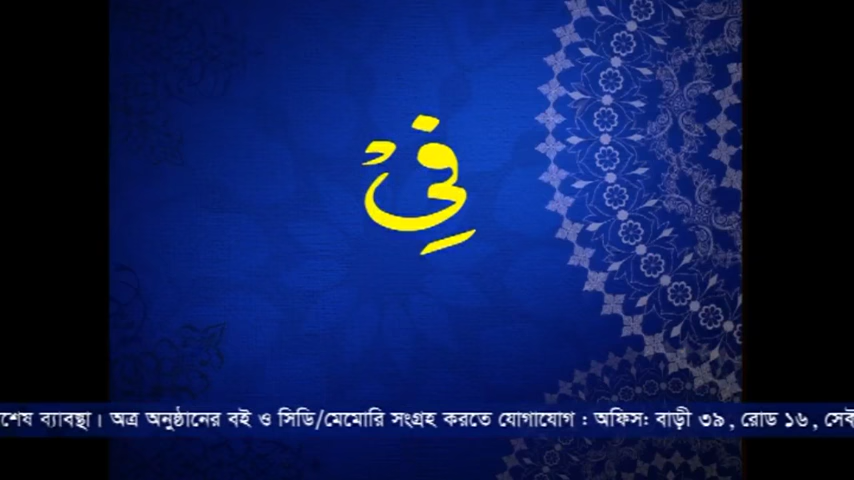 فِيْ
শেষ ব্যাবস্থা। অত্র অনুষ্ঠানের বই ও সিডি/মেমোরি সংগ্রহ করতে যোগাযোগ : অফিস: বাড়ী ৩৯, রোড ১৬,